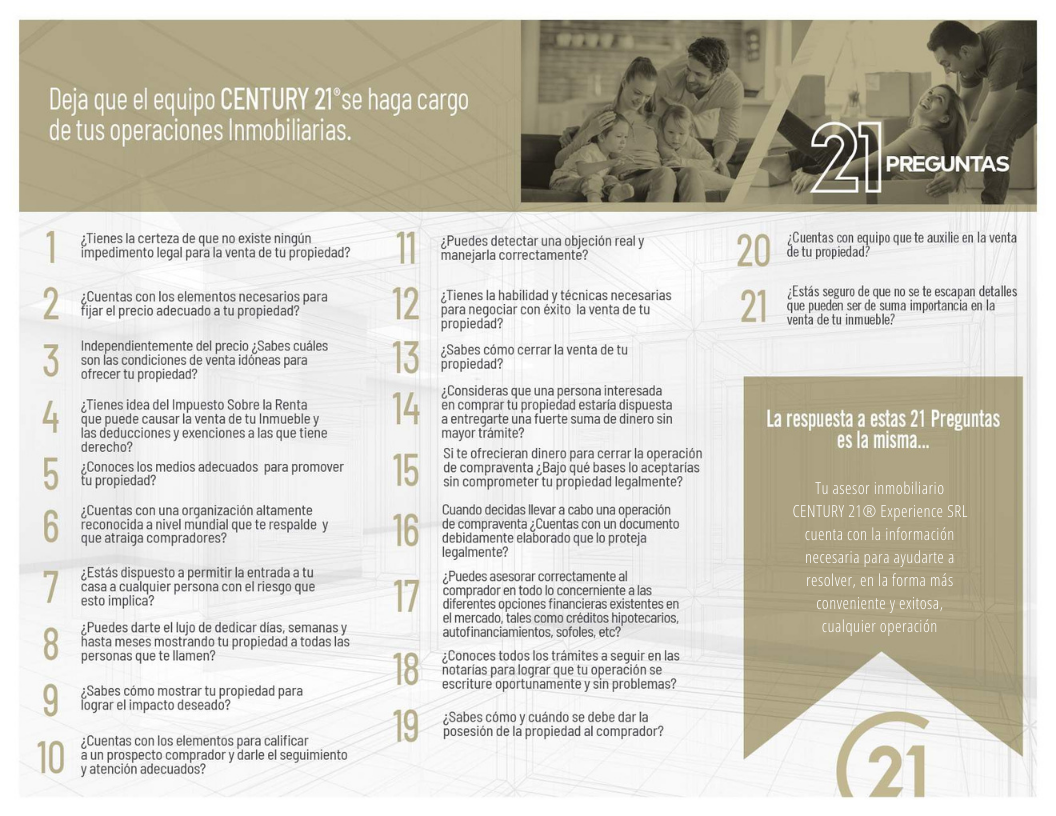 Deja que el equipo CENTURY 21® se haga cargo
de tus operaciones Inmobiliarias.
21 PREGUNTAS
1 ¿Tienes la certeza de que no existe ningún
impedimento legal para la venta de tu propiedad?
2 ¿Cuentas con los elementos necesarios para
fijar el precio adecuado a tu propiedad?
3 Independientemente del precio ¿Sabes cuáles
son las condiciones de venta idóneas para
ofrecer tu propiedad?
4 ¿Tienes idea del Impuesto Sobre la Renta
que puede causar la venta de tu Inmueble y
las deducciones y exenciones a las que tiene
derecho?
5 ¿Conoces los medios adecuados para promover
tu propiedad?
6 ¿Cuentas con una organización altamente
reconocida a nivel mundial que te respalde y
que atraiga compradores?
7 ¿Estás dispuesto a permitir la entrada a tu
casa a cualquier persona con el riesgo que
esto implica?
8 ¿Puedes darte el lujo de dedicar días, semanas y
hasta meses mostrando tu propiedad a todas las
personas que te llamen?
9 ¿Sabes cómo mostrar tu propiedad para
lograr el impacto deseado?
10 ¿Cuentas con los elementos para calificar
a un prospecto comprador y darle el seguimiento
y atención adecuados?
11 ¿Puedes detectar una objeción real y
manejarla correctamente?
12 ¿Tienes la habilidad y técnicas necesarias
para negociar con éxito la venta de tu
propiedad?
13 ¿Sabes cómo cerrar la venta de tu
propiedad?
14 ¿Consideras que una persona interesada
en comprar tu propiedad estaría dispuesta
a entregarte una fuerte suma de dinero sin
mayor trámite?
15 Si te ofrecieran dinero para cerrar la operación
de compraventa ¿Bajo qué bases lo aceptarías
sin comprometer tu propiedad legalmente?
16 Cuando decidas llevar a cabo una operación
de compraventa ¿Cuentas con un documento
debidamente elaborado que lo proteja
legalmente?
17 ¿Puedes asesorar correctamente al
comprador en todo lo concerniente a las
diferentes opciones financieras existentes en
el mercado, tales como créditos hipotecarios,
autofinanciamientos, sofoles, etc?
18 ¿Conoces todos los trámites a seguir en las
notarías para lograr que tu operación se
escriture oportunamente y sin problemas?
19 ¿Sabes cómo y cuándo se debe dar la
posesión de la propiedad al comprador?
20 ¿Cuentas con equipo que te auxilie en la venta
de tu propiedad?
21 ¿Estás seguro de que no se te escapan detalles
que pueden ser de suma importancia en la
venta de tu inmueble?
La respuesta a estas 21 Preguntas
es la misma...
Tu asesor inmobiliario
CENTURY 21® Experience SRL
cuenta con la información
necesaria para ayudarte a
resolver, en la forma más
conveniente y exitosa,
cualquier operación
21